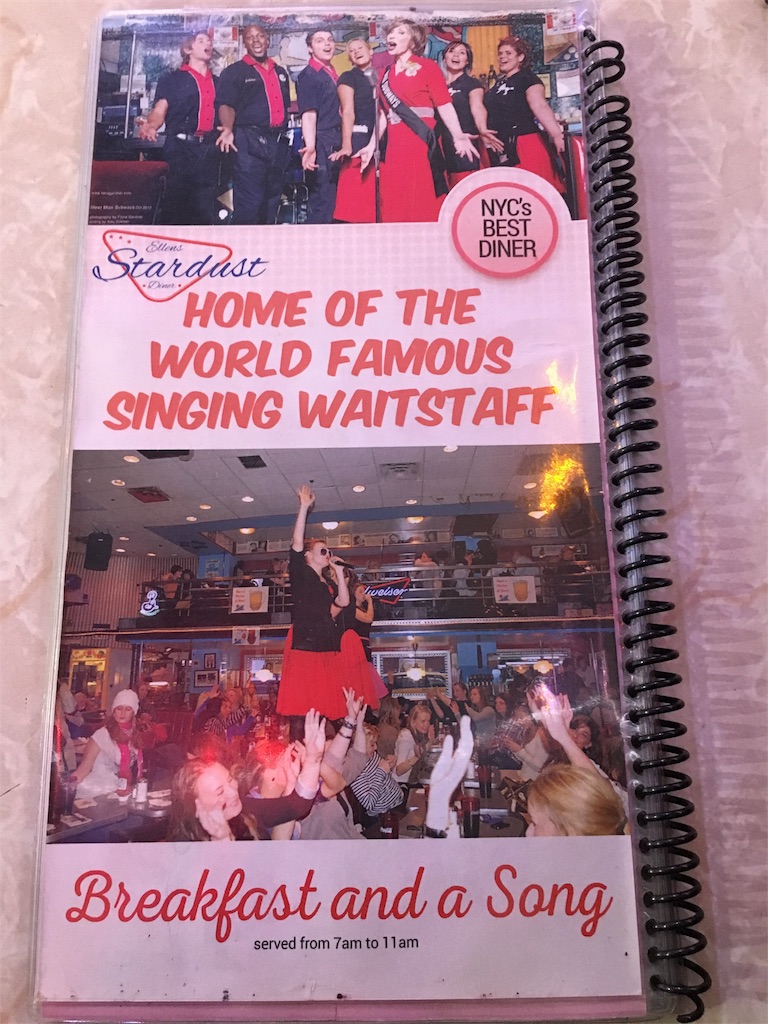 NYC's
BEST
DINER
Ellens
Stardust
Diner
HOME OF THE
WORLD FAMOUS
SINGING WAITSTAFF
Breakfast and a Song
served from 7am to 11am